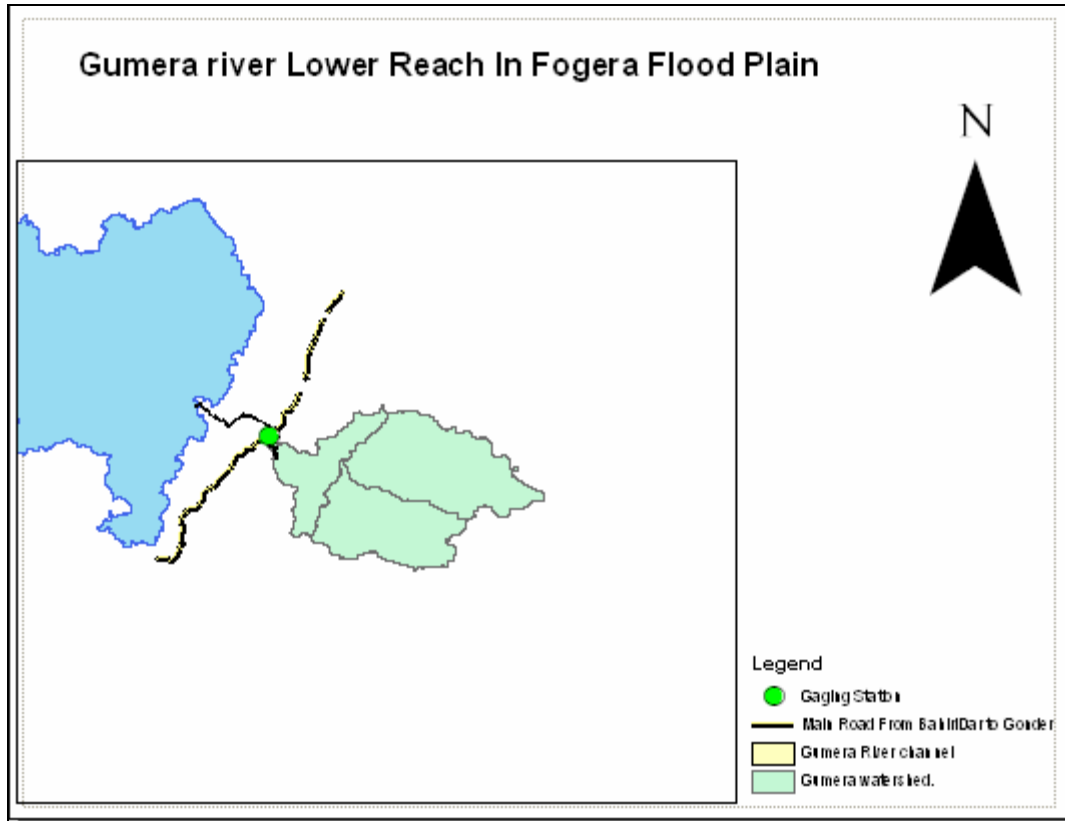 Gumera river Lower Reach In Fogera Flood Plain
N
Legend
Gaging Station
Main Road From BahirDar to Gonder
Gumera River channel
Gumera watershed.